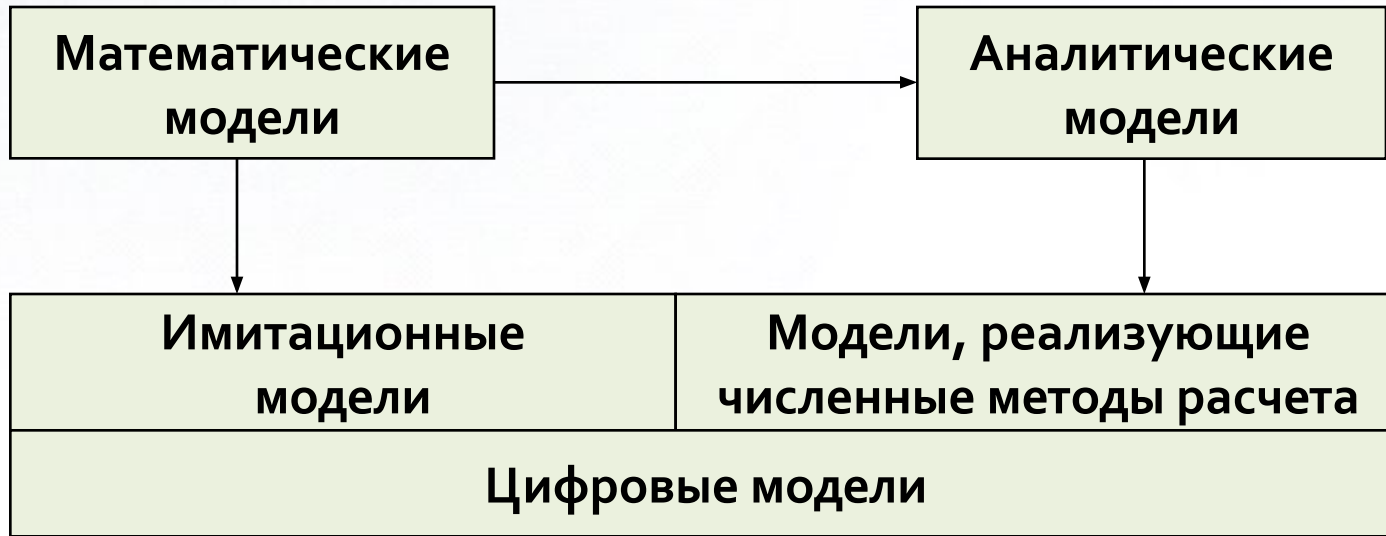 Математические
модели
Аналитические
модели
Имитационные
модели
Модели, реализующие
численные методы расчета
Цифровые модели